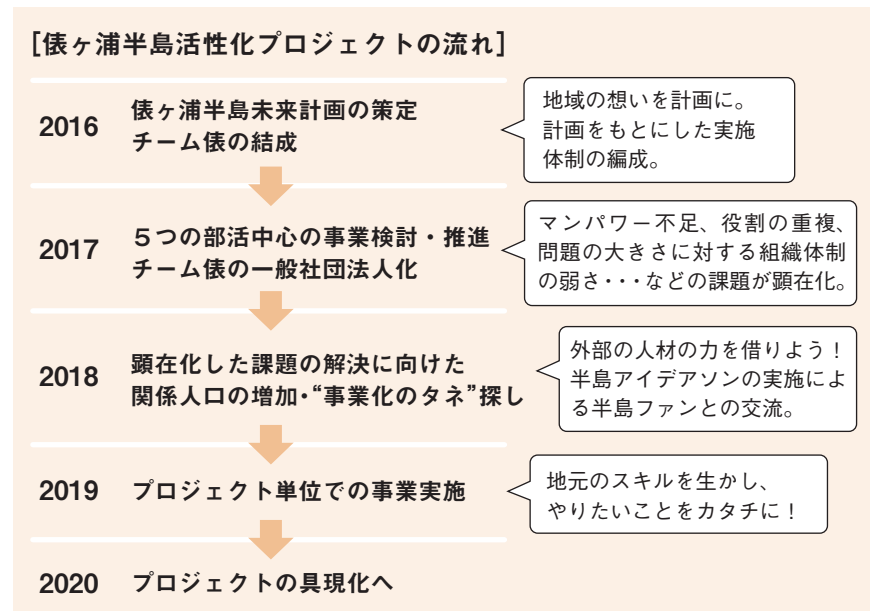 [俵ヶ浦半島活性化プロジェクトの流れ]
2016
俵ヶ浦半島未来計画の策定
チーム俵の結成
地域の想いを計画に。
計画をもとにした実施
体制の編成。
2017
５つの部活中心の事業検討・推進
チーム俵の一般社団法人化
マンパワー不足、役割の重複、
問題の大きさに対する組織体制
の弱さ･･･などの課題が顕在化。
2018
顕在化した課題の解決に向けた
関係人口の増加･“事業化のタネ”探し
外部の人材の力を借りよう！
半島アイデアソンの実施によ
る半島ファンとの交流。
2019
プロジェクト単位での事業実施
地元のスキルを生かし、
やりたいことをカタチに！
2020
プロジェクトの具現化へ